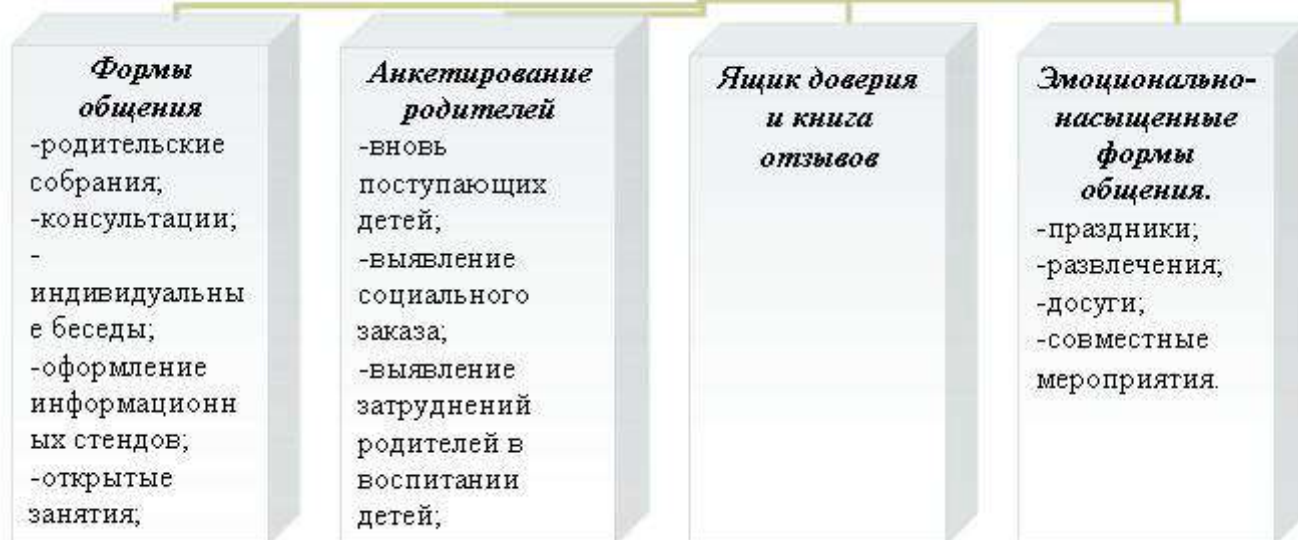 Формы
общения
-родительские
собрания;
-консультации;
-
индивидуальны
е беседы;
-оформление
информационн
ых стендов;
-открытые
занятия;
Анкетирование
родителей
-вновь
поступающих
детей;
-выявление
социального
заказа;
-выявление
затруднений
родителей в
воспитании
детей;
Ящик доверия
и книга
отзывов
Эмоционально-
насыщенные
формы
общения.
-праздники;
-развлечения;
-досуги;
-совместные
мероприятия.